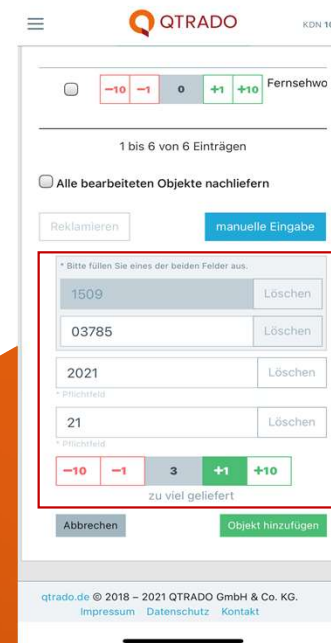 QTRADO
KDN 16
−10 −1 0 +1 +10 Fernsehwo
1 bis 6 von 6 Einträgen
Alle bearbeiteten Objekte nachliefern
Reklamieren manuelle Eingabe
* Bitte füllen Sie eines der beiden Felder aus.
1509 Löschen
03785 Löschen
2021 Löschen
* Pflichtfeld
21 Löschen
* Pflichtfeld
−10 −1 3 +1 +10
zu viel geliefert
Abbrechen Objekt hinzufügen
qtrado.de © 2018 – 2021 QTRADO GmbH & Co. KG.
Impressum Datenschutz Kontakt